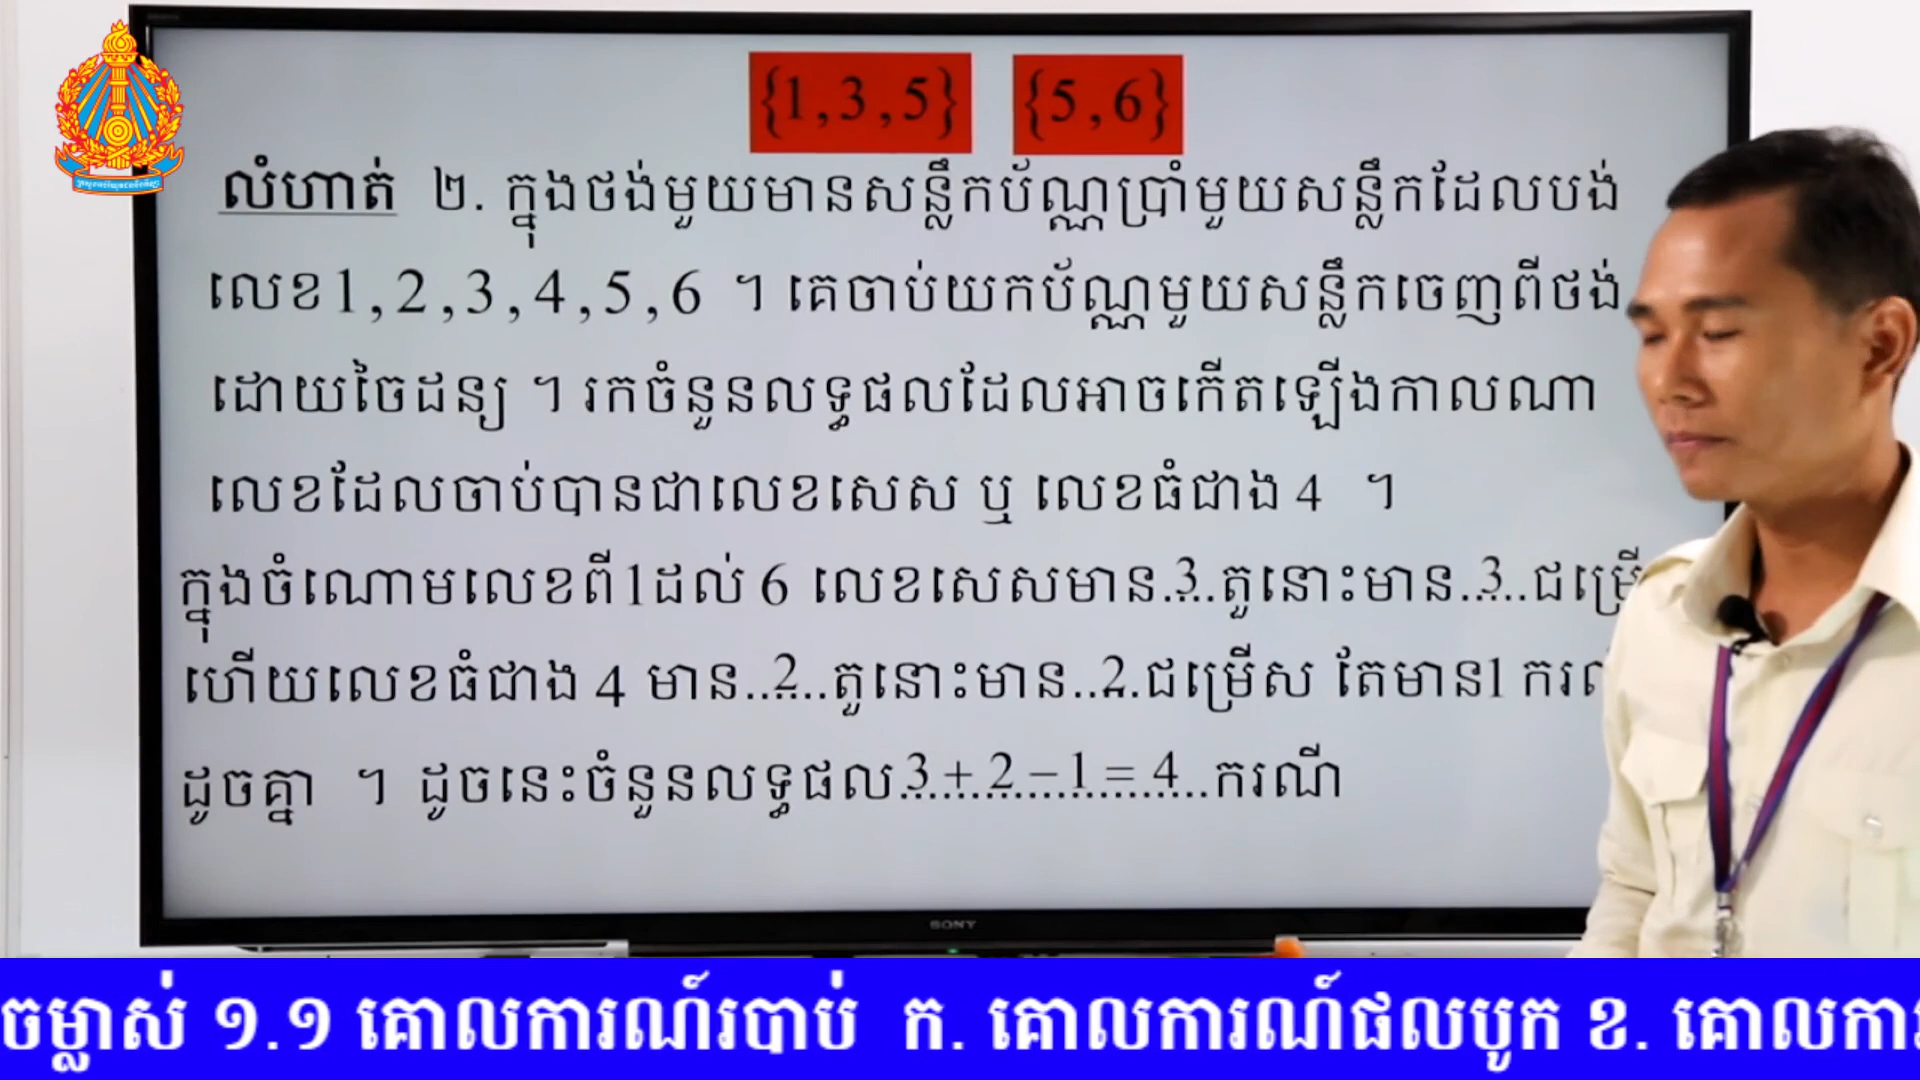 {1,3,5} {5,6}
លំហាត់ ២. ក្នុងថង់មួយមានសន្លឹកប័ណ្ណប្រាំមួយសន្លឹកដែលបង់
លេខ1,2,3,4,5,6 ។ គេចាប់យកប័ណ្ណមួយសន្លឹកចេញពីថង់
ដោយចៃដន្យ ។ រកចំនួនលទ្ធផលដែលអាចកើតឡើងកាលណា
លេខដែលចាប់បានជាលេខសេស ឬ លេខធំជាង 4 ។
ក្នុងចំណោមលេខពី1ដល់ 6 លេខសេសមាន..3..តួនោះមាន..3..ជម្រើ
ហើយលេខធំជាង 4 មាន..2..តួនោះមាន..2.ជម្រើស តែមាន1 ករណ
ដូចគ្នា ។ ដូចនេះចំនួនលទ្ធផល 3+2−1=4 ករណី
SONY
ចម្លាស់ ១.១ គោលការណ៍របាប់ ក. គោលការណ៍ផលបូក ខ. គោលការ